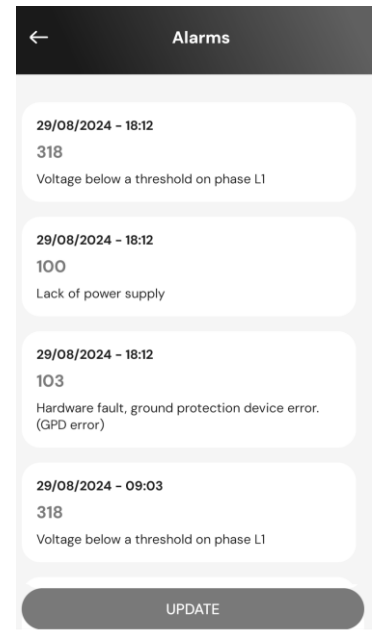 Alarms
29/08/2024 - 18:12
318
Voltage below a threshold on phase L1
29/08/2024 - 18:12
100
Lack of power supply
29/08/2024 - 18:12
103
Hardware fault, ground protection device error.
(GPD error)
29/08/2024 - 09:03
318
Voltage below a threshold on phase L1
UPDATE